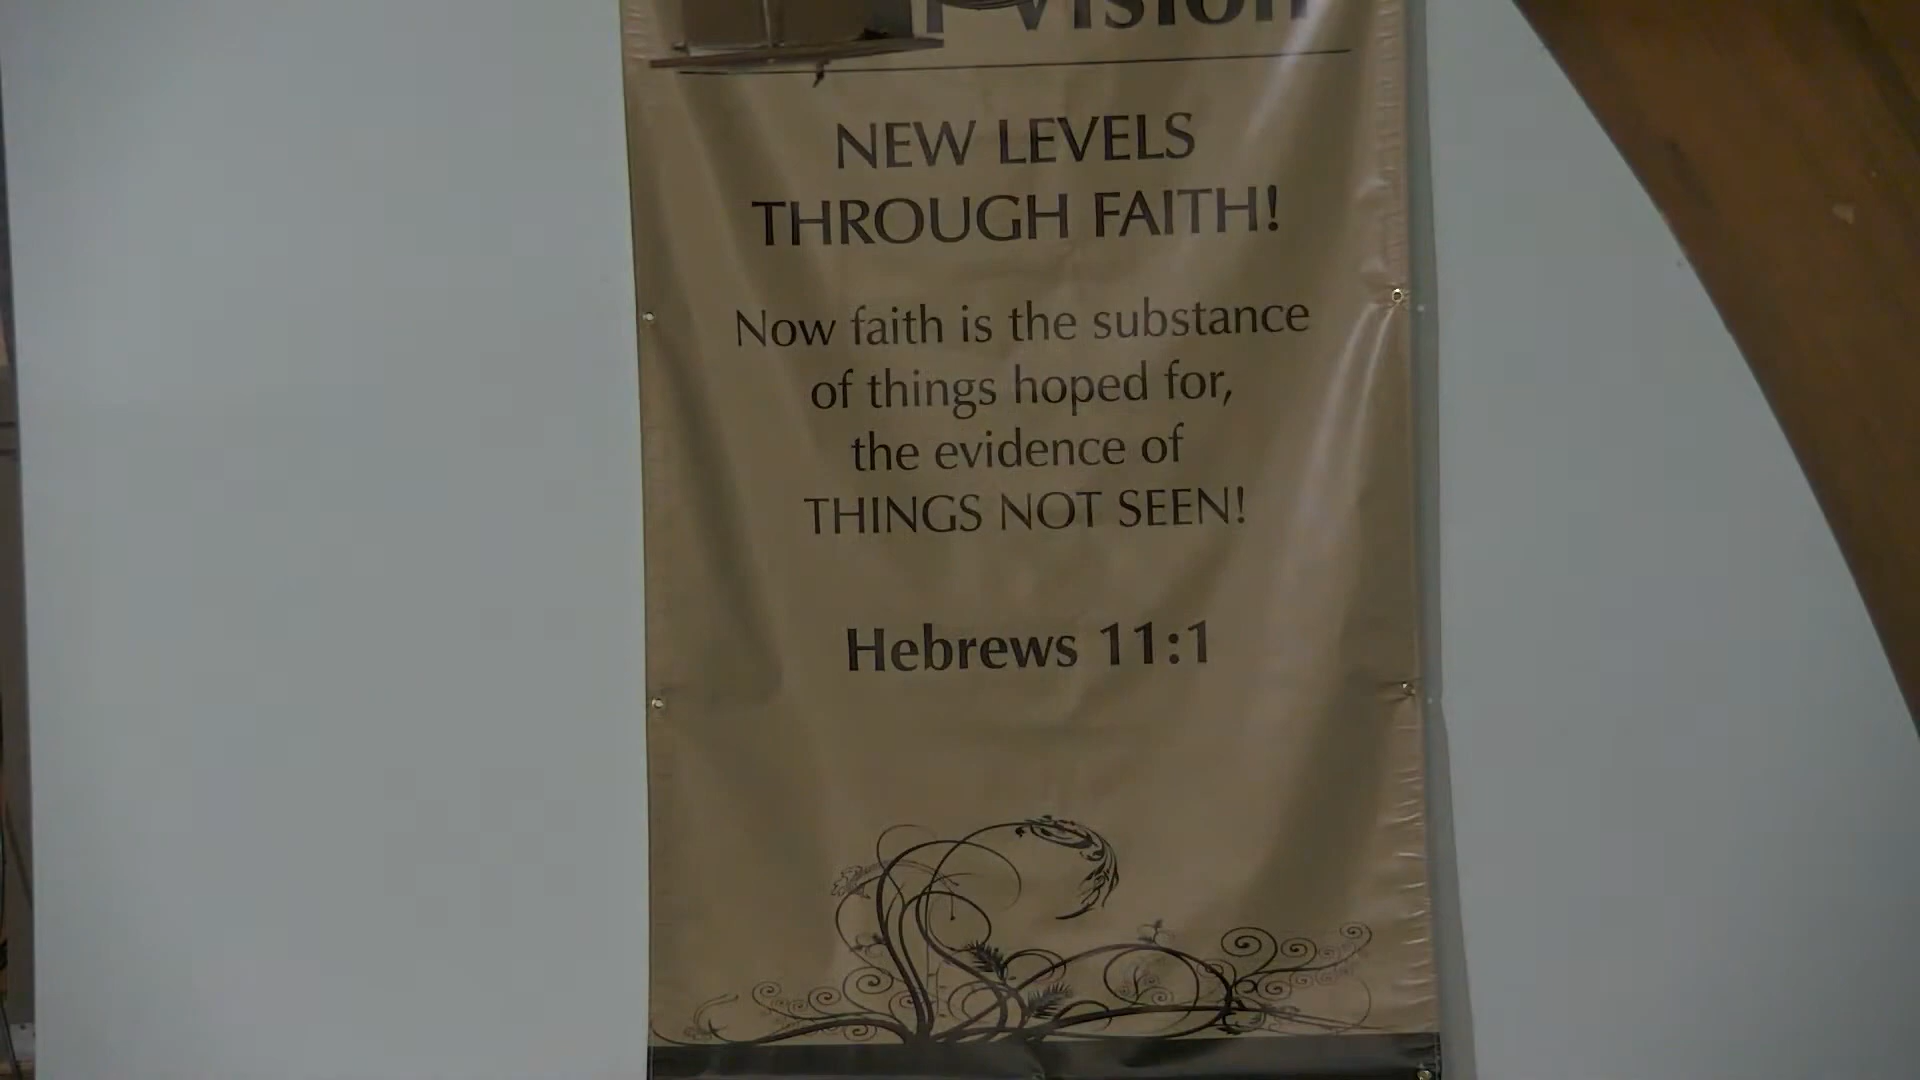 Vision
NEW LEVELS
THROUGH FAITH!
Now faith is the substance
of things hoped for,
the evidence of
THINGS NOT SEEN!
Hebrews 11:1